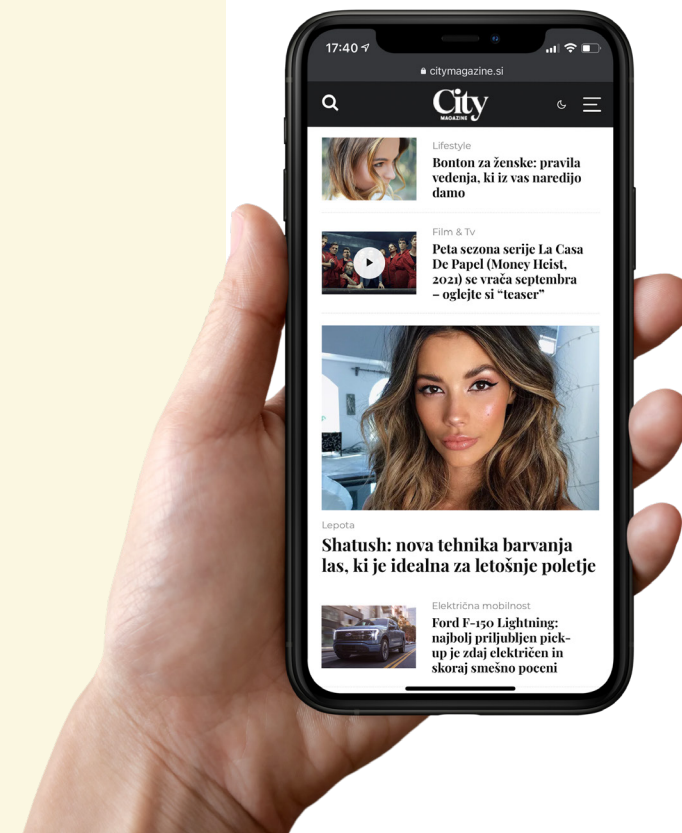 17:40
citymagazine.si
City
MAGAZINE
Lifestyle
Bonton za ženske: pravila
vedenja, ki iz vas naredijo
damo
Film & Tv
Peta sezona serije La Casa
De Papel (Money Heist,
2021) se vrača septembra
– oglejte si “teaser”
P
Lepota
Shatush: nova tehnika barvanja
las, ki je idealna za letošnje poletje
Električna mobilnost
Ford F-150 Lightning:
najbolj priljubljen pick-
up je zdaj električen in
skoraj smešno poceni